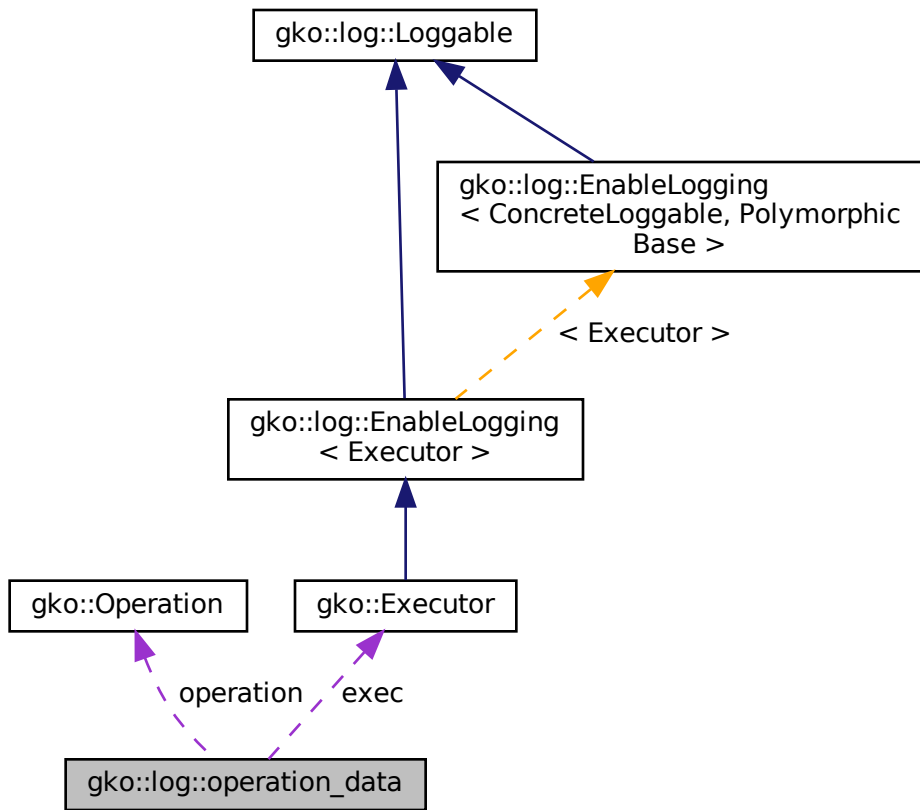 gko::log::Loggable
gko::log::EnableLogging
< ConcreteLoggable, Polymorphic
Base >
< Executor >
gko::log::EnableLogging
< Executor >
gko::Operation
gko::Executor
operation
exec
gko::log::operation_data